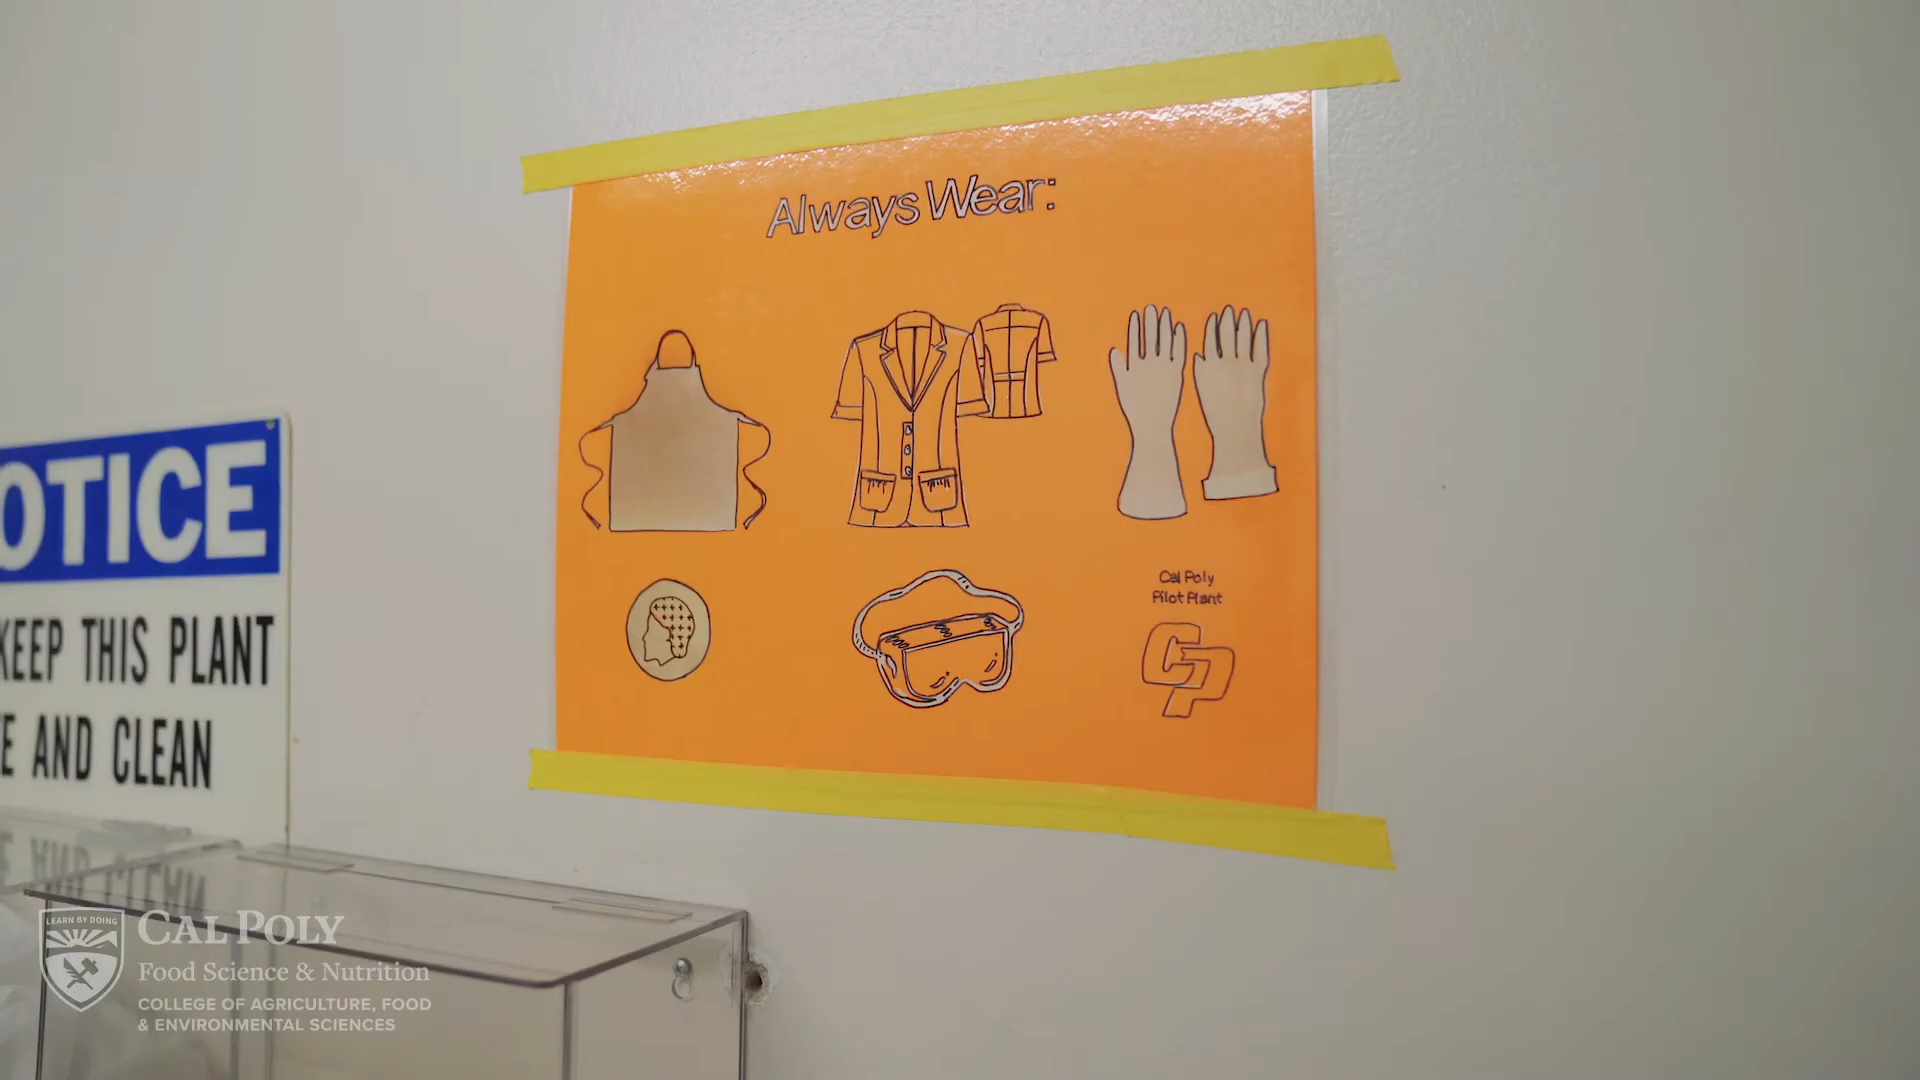 Always Wear:
Cal Poly
Pilot Plant
CP
OTICE
KEEP THIS PLANT
E AND CLEAN
LEARN BY DOING
CAL POLY
Food Science & Nutrition
COLLEGE OF AGRICULTURE, FOOD
& ENVIRONMENTAL SCIENCES